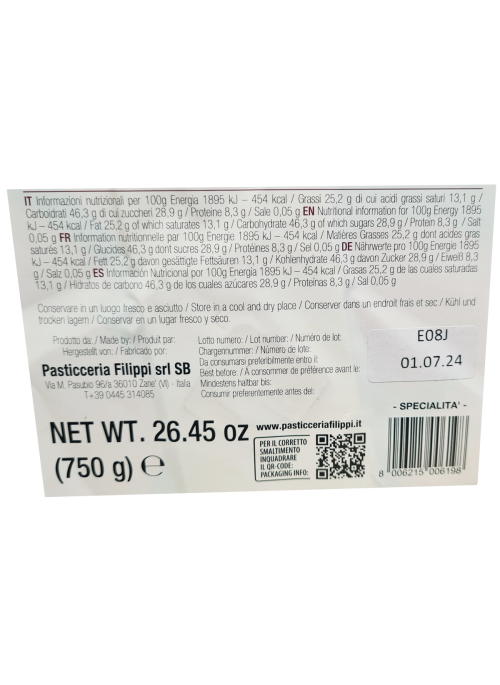 IT Informazioni nutrizionali per 100g Energia 1895 kJ – 454 kcal / Grassi 25,2 g di cui acidi grassi saturi 13,1 g /
Carboidrati 46,3 g di cui zuccheri 28,9 g / Proteine 8,3 g / Sale 0,05 g EN Nutritional information for 100g Energy 1895
kJ – 454 kcal / Fat 25,2 g of which saturates 13,1 g / Carbohydrate 46,3 g of which sugars 28,9 g / Protein 8,3 g / Salt
0,05 g FR Information nutritionnelle par 100g Energie 1895 kJ – 454 kcal / Matières Grasses 25,2 g dont acides gras
saturés 13,1 g / Glucides 46,3 g dont sucres 28,9 g / Protéines 8,3 g / Sel 0,05 g DE Nährwerte pro 100g Energie 1895
kJ – 454 kcal / Fett 25,2 g davon gesättigte Fettsäuren 13,1 g / Kohlenhydrate 46,3 g davon Zucker 28,9 g / Eiweiß 8,3
g / Salz 0,05 g ES Información Nutricional por 100g Energía 1895 kJ – 454 kcal / Grasas 25,2 g de las cuales saturadas
13,1 g / Hidratos de carbono 46,3 g de los cuales azúcares 28,9 g / Proteínas 8,3 g / Sal 0,05 g
Conservare in un luogo fresco e asciutto / Store in a cool and dry place / Conserver dans un endroit frais et sec / Kühl und
trocken lagern / Conservar en un lugar fresco y seco.
Prodotto da: / Made by: / Produit par:
Hergestellt von: / Fabricado por:
Pasticceria Filippi srl SB
Via M. Pasubio 96/a 36010 Zane' (VI) - Italia
T+39 0445 314085
Lotto numero: / Lot number: / Numéro de lot:
Chargennummer: / Número de lote:
Da consumarsi preferibilmente entro il:
Best before: / A consommer de préférence avant le:
Mindestens haltbar bis:
Consumir preferentemente antes del:
E08J
01.07.24
- SPECIALITA' -
NET WT. 26.45 oz
(750 g) ℮
www.pasticceriafilippi.it
PER IL CORRETTO
SMALTIMENTO
INQUADRARE
IL QR-CODE:
PACKAGING INFO:
8 006215 006198